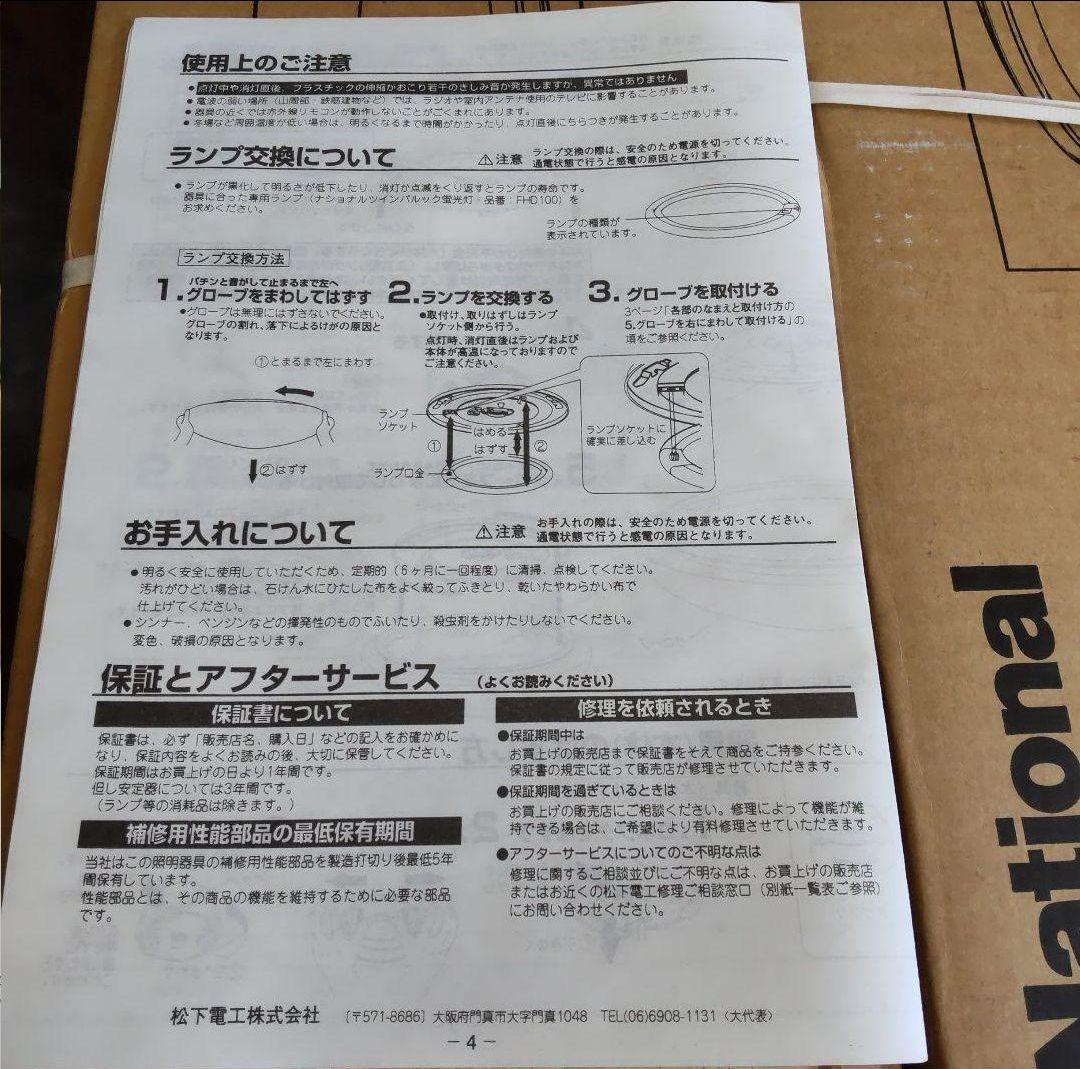 使用上のご注意
●点灯中や消灯直後、プラスチックの伸縮がおこり若干のきしみ音が発生しますが、異常ではありません
●電波の弱い場所（山間部・鉄筋建物など）では、ラジオや室内アンテナ使用のテレビに影響することがあります。
●器具の近くでは赤外線リモコンが動作しないことがごくまれにあります。
●冬場など周囲温度が低い場合は、明るくなるまで時間がかかったり、点灯直後にちらつきが発生することがあります。
ランプ交換について
⚠注意 ランプ交換の際は、安全のため電源を切ってください。
通電状態で行うと感電の原因となります。
●ランプが黒化して明るさが低下したり、消灯か点滅をくり返すとランプの寿命です。
器具に合った専用ランプ（ナショナルツインパルック蛍光灯：品番：FHD100）を
お求めください。
ランプの種類が
表示されています。
ランプ交換方法
パチンと音がして止まるまで左へ
1.グローブをまわしてはずす
●グローブは無理にはずさないでください。
グローブの割れ、落下によるけがの原因と
なります。
①とまるまで左にまわす
②はずす
2.ランプを交換する
●取付け、取りはずしはランプ
ソケット側から行う。
点灯時、消灯直後はランプおよび
本体が高温になっておりますので
ご注意ください。
ランプ
ソケット
はめる
はずす
①
②
ランプ口金
ランプソケットに
確実に差し込む
3.グローブを取付ける
3ページ「各部のなまえと取付け方の
5.グローブを右にまわして取付ける」の
項をご参照ください。
お手入れについて
⚠注意 お手入れの際は、安全のため電源を切ってください。
通電状態で行うと感電の原因となります。
●明るく安全に使用していただくため、定期的（6ヶ月に一回程度）に清掃、点検してください。
汚れがひどい場合は、石けん水にひたした布をよく絞ってふきとり、乾いたやわらかい布で
仕上げてください。
●シンナー、ベンジンなどの揮発性のものでふいたり、殺虫剤をかけたりしないでください。
変色、破損の原因となります。
保証とアフターサービス （よくお読みください）
保証書について
保証書は、必ず「販売店名、購入日」などの記入をお確かめに
なり、保証内容をよくお読みの後、大切に保管してください。
保証期間はお買上げの日より1年間です。
但し安定器については3年間です。
（ランプ等の消耗品は除きます。）
補修用性能部品の最低保有期間
当社はこの照明器具の補修用性能部品を製造打切り後最低5年
間保有しています。
性能部品とは、その商品の機能を維持するために必要な部品
です。
修理を依頼されるとき
●保証期間中は
お買上げの販売店まで保証書をそえて商品をご持参ください。
保証書の規定に従って販売店が修理させていただきます。
●保証期間を過ぎているときは
お買上げの販売店にご相談ください。修理によって機能が維
持できる場合は、ご希望により有料修理させていただきます。
●アフターサービスについてのご不明な点は
修理に関するご相談並びにご不明な点は、お買上げの販売店
またはお近くの松下電工修理ご相談窓口（別紙一覧表ご参照）
にお問い合わせください。
松下電工株式会社 〔〒571-8686〕大阪府門真市大字門真1048 TEL(06)6908-1131〈大代表〉
－4－
National